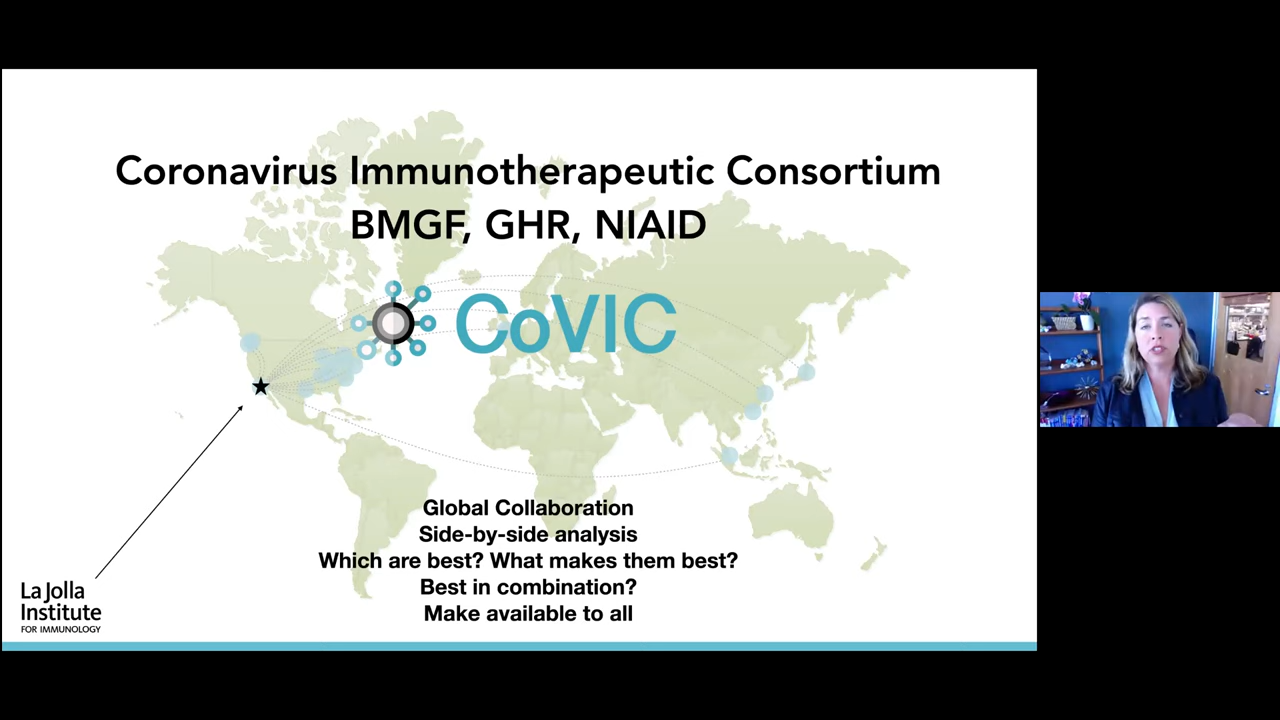 Coronavirus Immunotherapeutic Consortium
BMGF, GHR, NIAID
CoVIC
Global Collaboration
Side-by-side analysis
Which are best? What makes them best?
Best in combination?
Make available to all
La Jolla
Institute
FOR IMMUNOLOGY